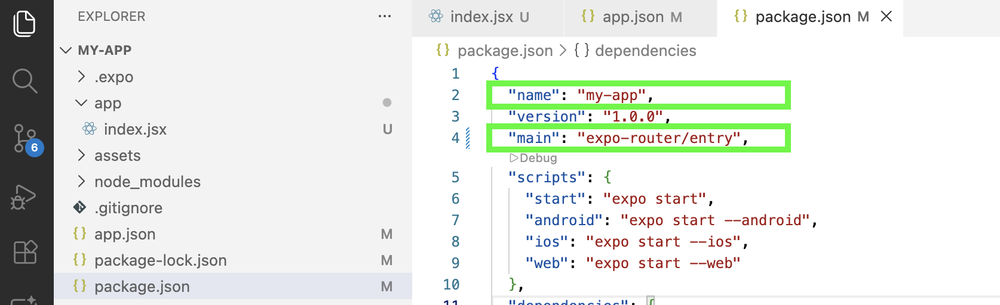 EXPLORER ...
MY-APP
.expo
app
index.jsx U
assets
node_modules
.gitignore
app.json M
package-lock.json M
package.json M
6
index.jsx U
{} app.json M
{} package.json M
{} package.json > {} dependencies
1 {
2 "name": "my-app",
3 "version": "1.0.0",
4 "main": "expo-router/entry",
Debug
5 "scripts": {
6 "start": "expo start",
7 "android": "expo start --android",
8 "ios": "expo start --ios",
9 "web": "expo start --web"
10 },
11 "dependencies": {